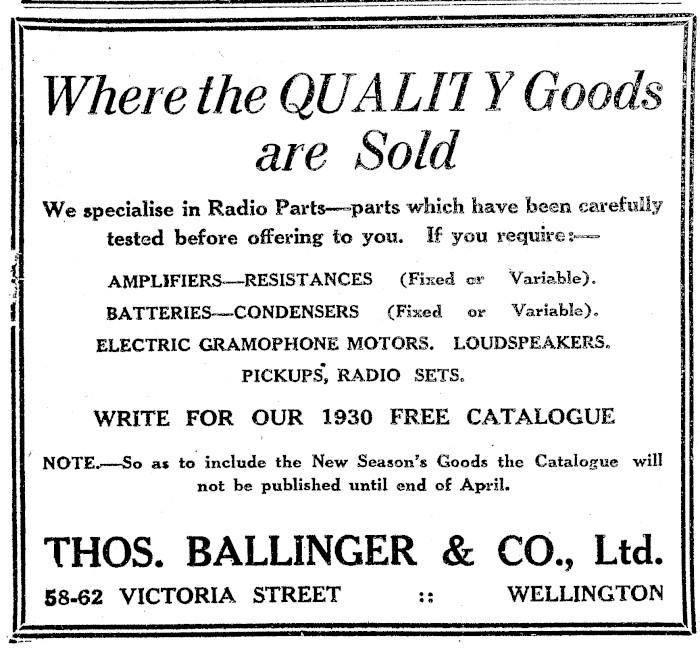 Where the QUALITY Goods
are Sold
We specialise in Radio Parts—parts which have been carefully
tested before offering to you. If you require:—
AMPLIFIERS—RESISTANCES (Fixed or Variable).
BATTERIES—CONDENSERS (Fixed or Variable).
ELECTRIC GRAMOPHONE MOTORS. LOUDSPEAKERS.
PICKUPS, RADIO SETS.
WRITE FOR OUR 1930 FREE CATALOGUE
NOTE.—So as to include the New Season's Goods the Catalogue will
not be published until end of April.
THOS. BALLINGER & CO., Ltd.
58-62 VICTORIA STREET :: WELLINGTON